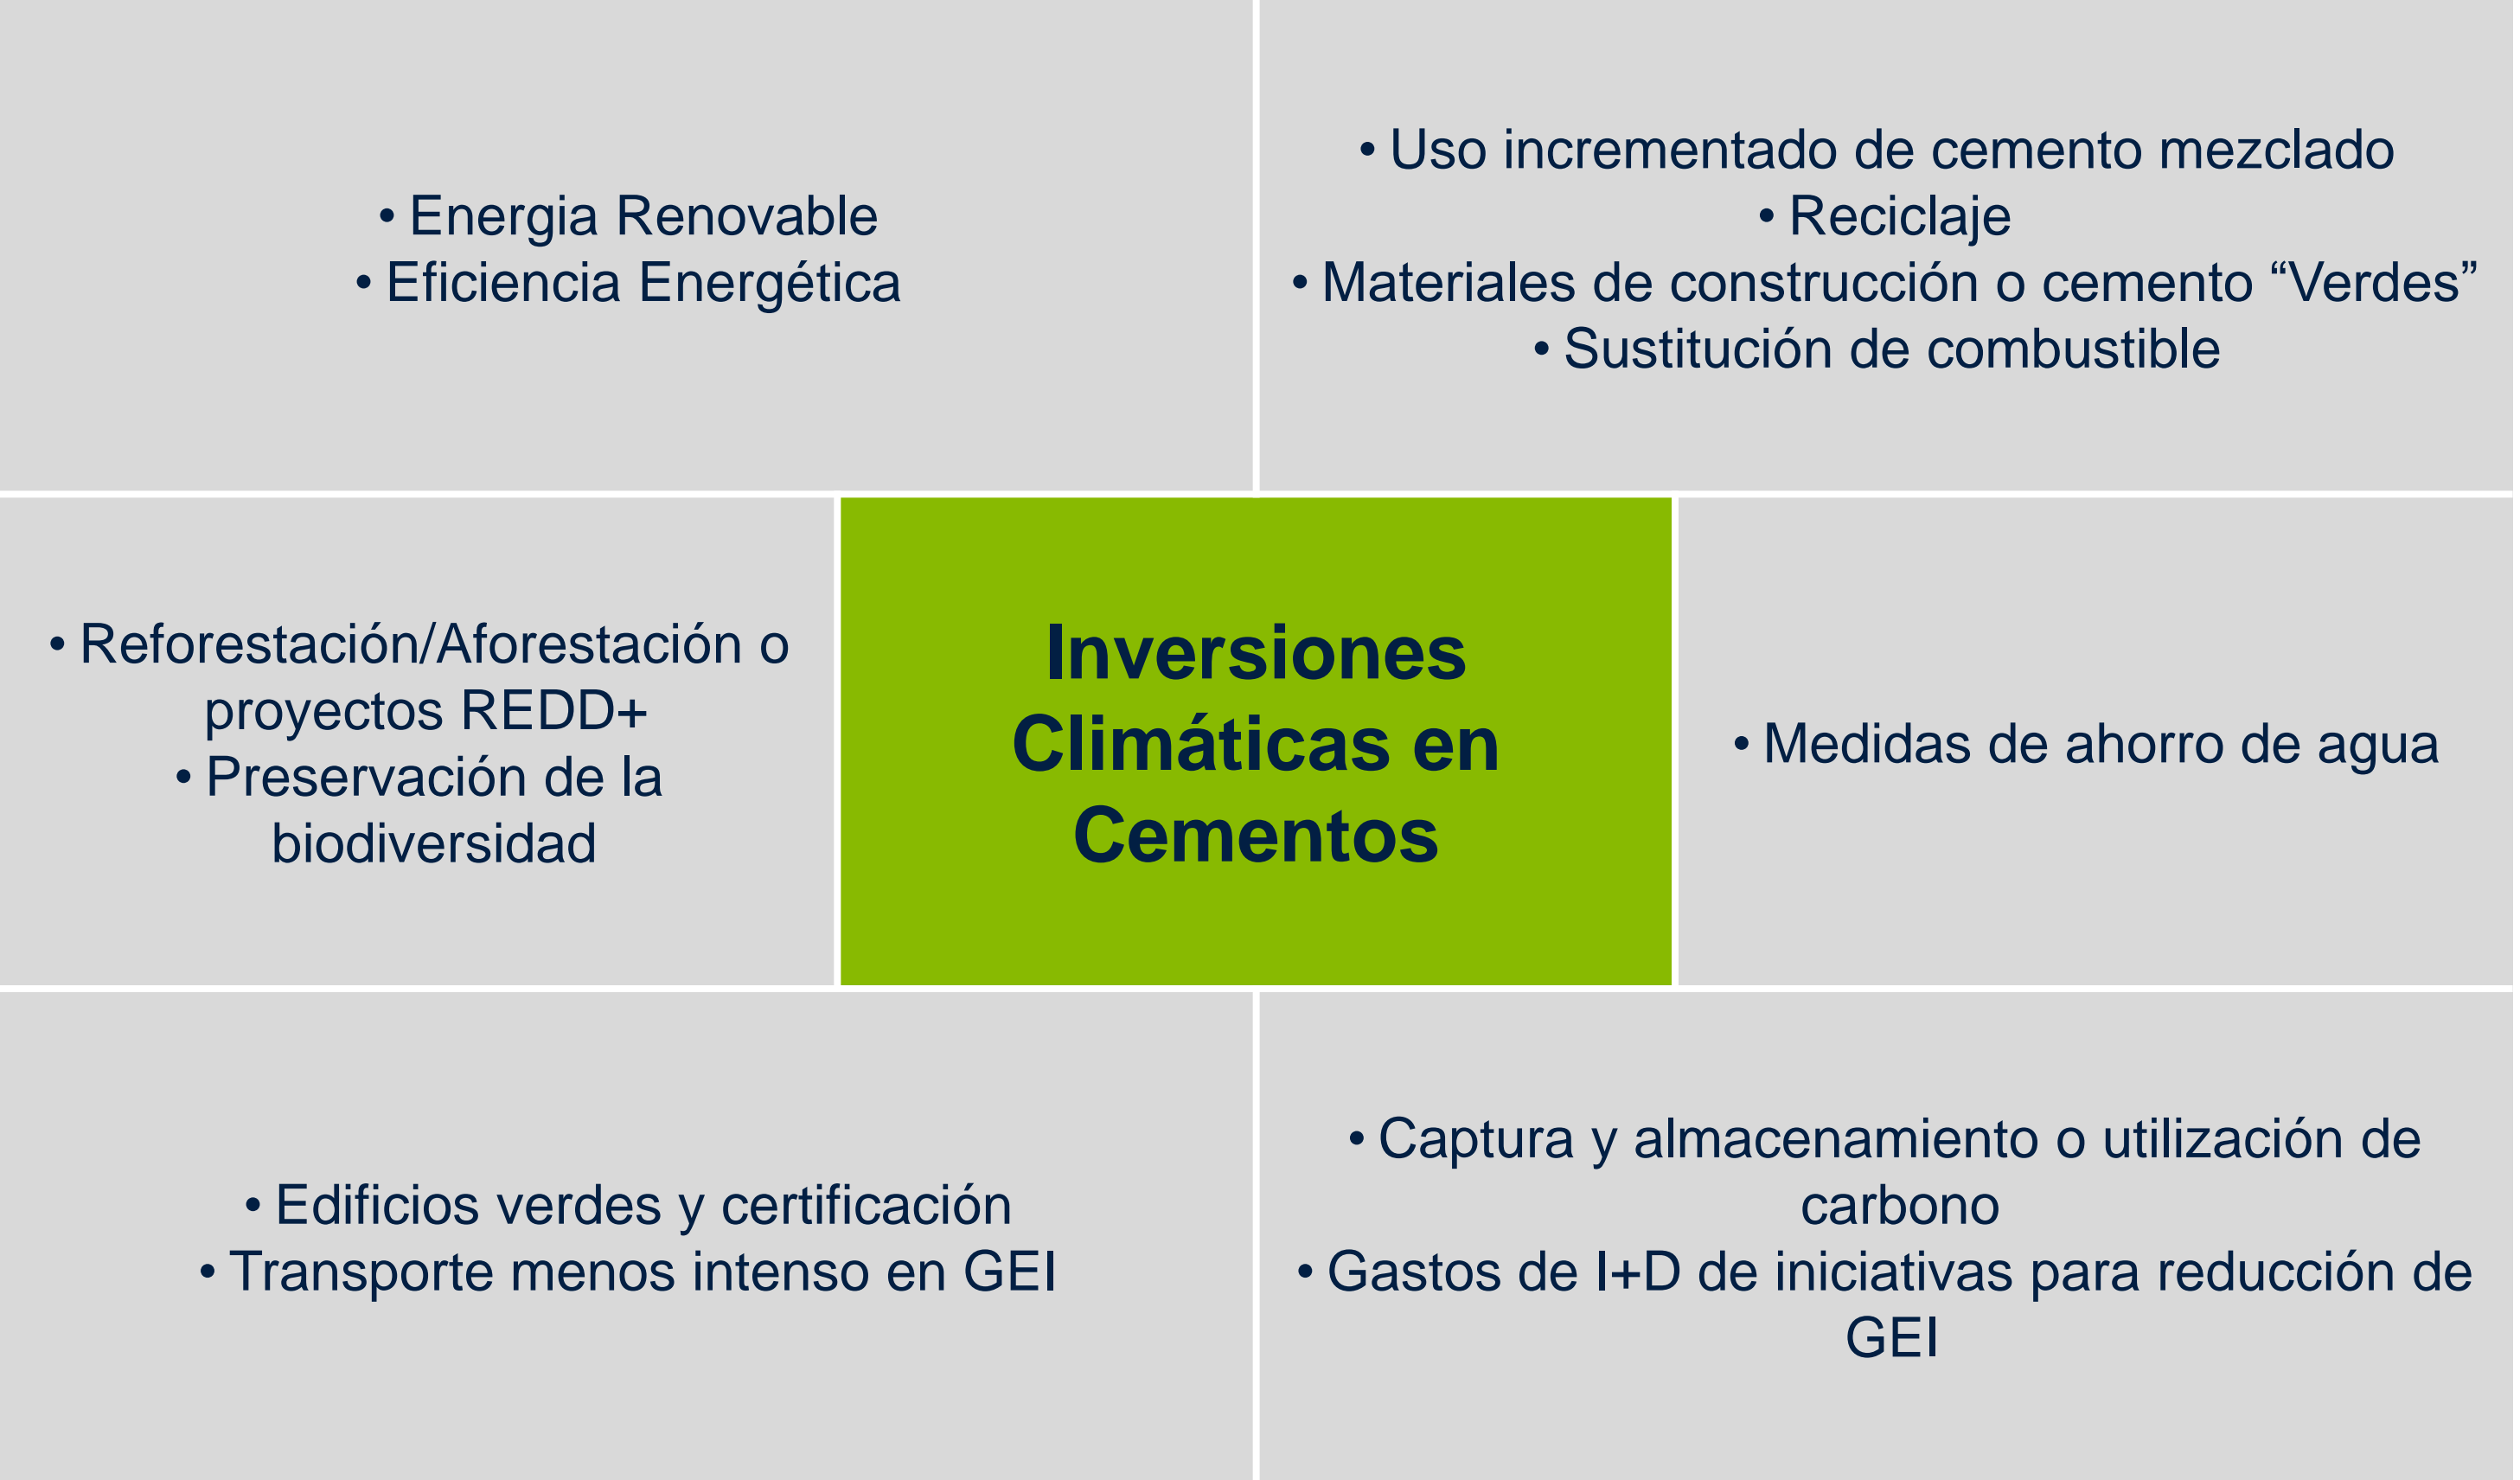 • Energia Renovable
• Eficiencia Energética
• Uso incrementado de cemento mezclado
• Reciclaje
• Materiales de construcción o cemento “Verdes”
• Sustitución de combustible
• Reforestación/Aforestación o
proyectos REDD+
• Preservación de la
biodiversidad
Inversiones
Climáticas en
Cementos
• Medidas de ahorro de agua
• Edificios verdes y certificación
• Transporte menos intenso en GEI
• Captura y almacenamiento o utilización de
carbono
• Gastos de I+D de iniciativas para reducción de
GEI